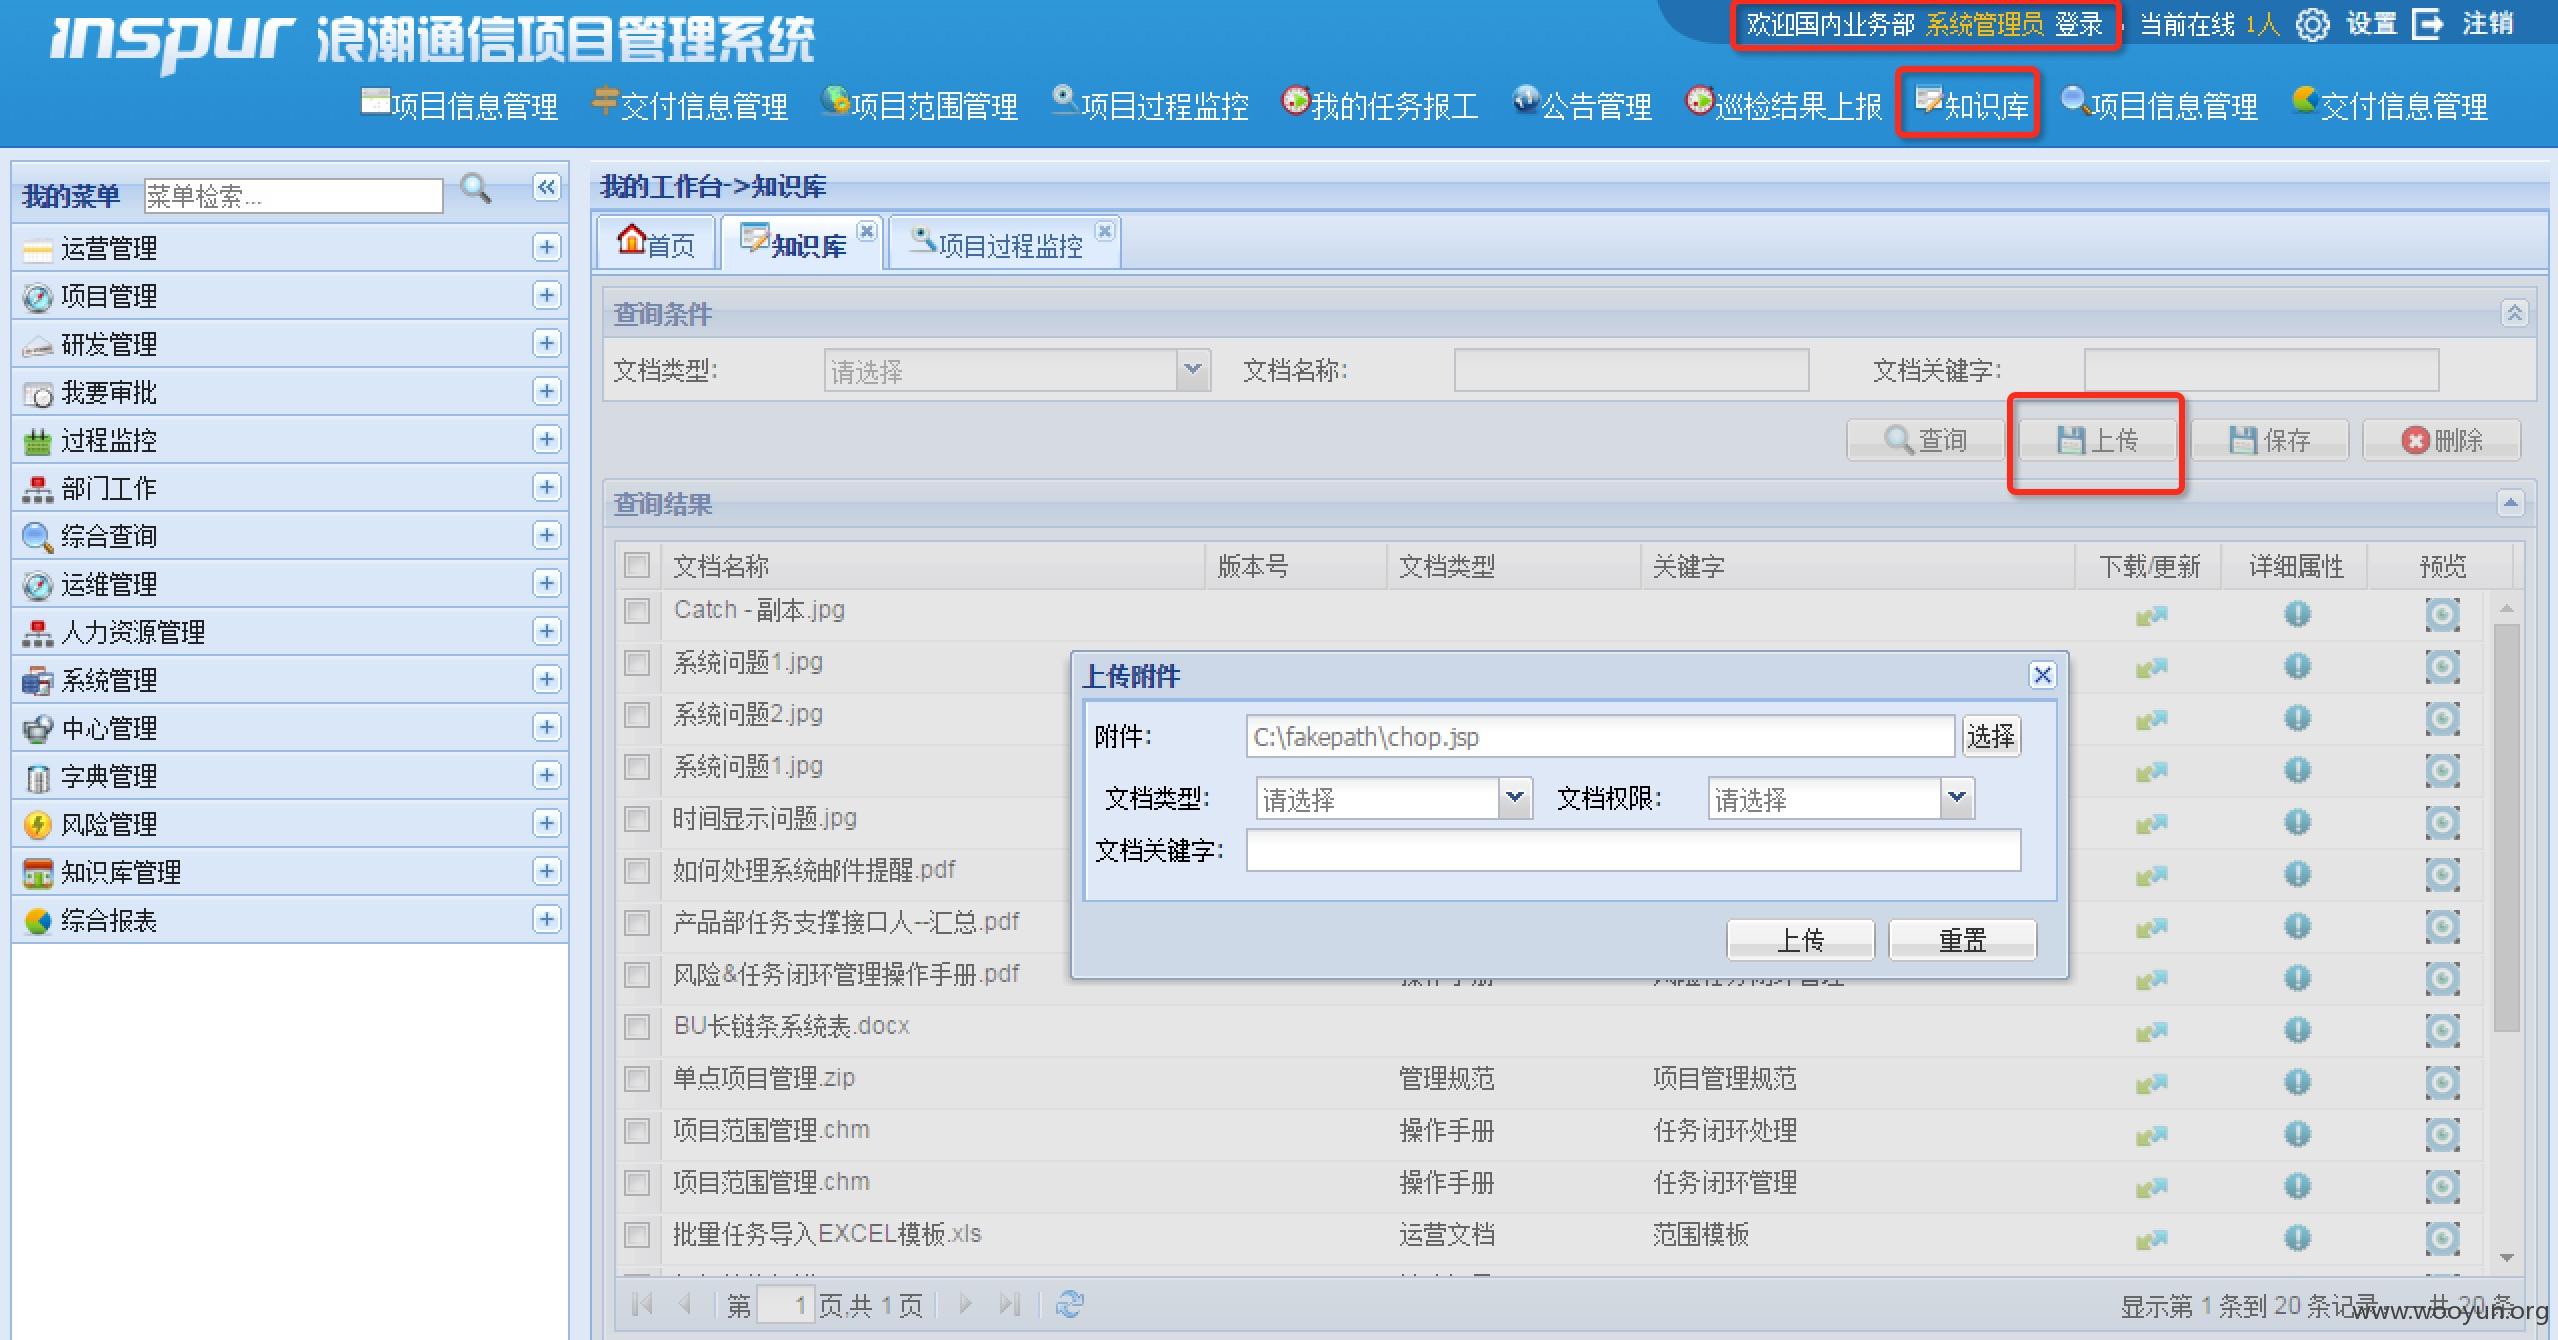 inspur 浪潮通信项目管理系统
欢迎国内业务部 系统管理员 登录, 当前在线 1人 设置 注销
项目信息管理 交付信息管理 项目范围管理 项目过程监控 我的任务报工 公告管理 巡检结果上报 知识库 项目信息管理 交付信息管理
我的菜单 菜单检索...
运营管理
项目管理
研发管理
我要审批
过程监控
部门工作
综合查询
运维管理
人力资源管理
系统管理
中心管理
字典管理
风险管理
知识库管理
综合报表
我的工作台->知识库
首页 知识库 项目过程监控
查询条件
文档类型: 请选择 文档名称: 文档关键字:
查询 上传 保存 删除
查询结果
文档名称 版本号 文档类型 关键字 下载/更新 详细属性 预览
Catch - 副本.jpg
系统问题1.jpg
系统问题2.jpg
系统问题1.jpg
时间显示问题.jpg
如何处理系统邮件提醒.pdf
产品部任务支撑接口人--汇总.pdf
风险&任务闭环管理操作手册.pdf 操作手册 风险任务闭环管理
BU长链条系统表.docx
单点项目管理.zip 管理规范 项目管理规范
项目范围管理.chm 操作手册 任务闭环处理
项目范围管理.chm 操作手册 任务闭环管理
批量任务导入EXCEL模板.xls 运营文档 范围模板
上传附件
附件: C:\fakepath\chop.jsp 选择
文档类型: 请选择 文档权限: 请选择
文档关键字:
上传 重置
第 1 页,共 1 页
显示第 1 条到 20 条记录，一共 20 条
www.wooyun.org